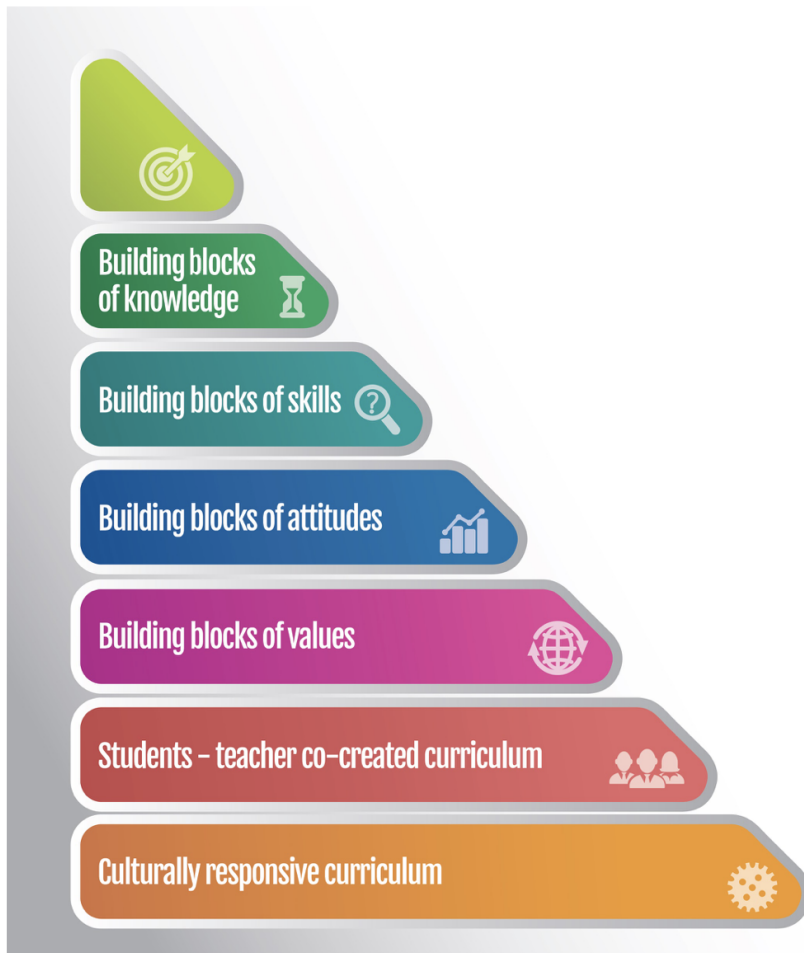 Building blocks
of knowledge
Building blocks of skills
?
Building blocks of attitudes
Building blocks of values
Students – teacher co-created curriculum
Culturally responsive curriculum